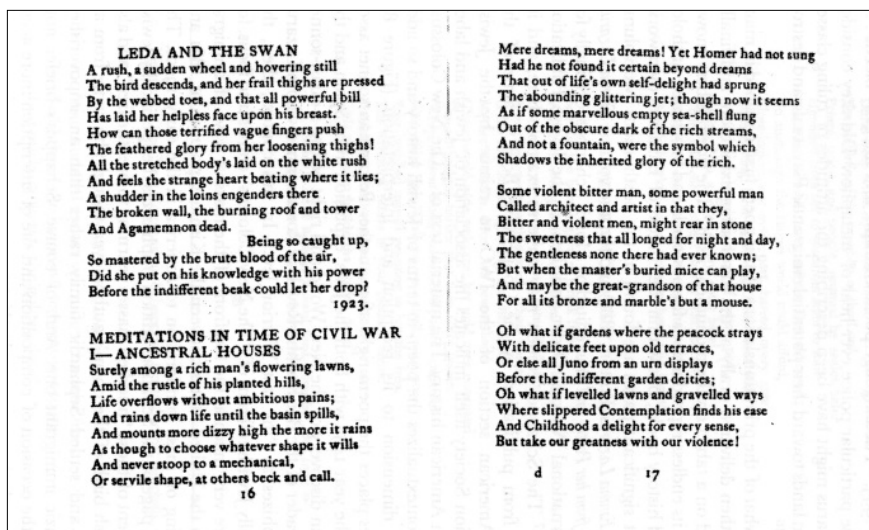 LEDA AND THE SWAN
A rush, a sudden wheel and hovering still
The bird descends, and her frail thighs are pressed
By the webbed toes, and that all powerful bill
Has laid her helpless face upon his breast.
How can those terrified vague fingers push
The feathered glory from her loosening thighs!
All the stretched body's laid on the white rush
And feels the strange heart beating where it lies;
A shudder in the loins engenders there
The broken wall, the burning roof and tower
And Agamemnon dead.
Being so caught up,
So mastered by the brute blood of the air,
Did she put on his knowledge with his power
Before the indifferent beak could let her drop?
1923.
MEDITATIONS IN TIME OF CIVIL WAR
I—ANCESTRAL HOUSES
Surely among a rich man's flowering lawns,
Amid the rustle of his planted hills,
Life overflows without ambitious pains;
And rains down life until the basin spills,
And mounts more dizzy high the more it rains
As though to choose whatever shape it wills
And never stoop to a mechanical,
Or servile shape, at others beck and call.
16
Mere dreams, mere dreams! Yet Homer had not sung
Had he not found it certain beyond dreams
That out of life's own self-delight had sprung
The abounding glittering jet; though now it seems
As if some marvellous empty sea-shell flung
Out of the obscure dark of the rich streams,
And not a fountain, were the symbol which
Shadows the inherited glory of the rich.
Some violent bitter man, some powerful man
Called architect and artist in that they,
Bitter and violent men, might rear in stone
The sweetness that all longed for night and day,
The gentleness none there had ever known;
But when the master's buried mice can play,
And maybe the great-grandson of that house
For all its bronze and marble's but a mouse.
Oh what if gardens where the peacock strays
With delicate feet upon old terraces,
Or else all Juno from an urn displays
Before the indifferent garden deities;
Oh what if levelled lawns and gravelled ways
Where slippered Contemplation finds his ease
And Childhood a delight for every sense,
But take our greatness with our violence!
d 17